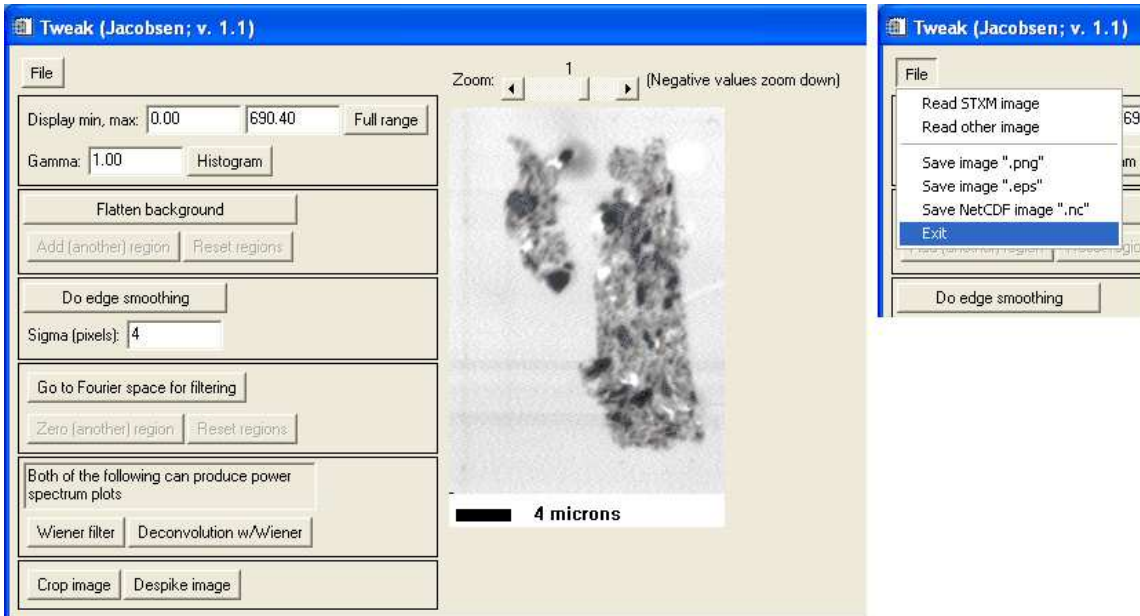 Tweak (Jacobsen; v. 1.1)
File
Zoom: 1 (Negative values zoom down)
Display min, max: 0.00 690.40 Full range
Gamma: 1.00 Histogram
Flatten background
Add (another) region Reset regions
Do edge smoothing
Sigma (pixels): 4
Go to Fourier space for filtering
Zero (another) region Reset regions
Both of the following can produce power
spectrum plots
Wiener filter Deconvolution w/Wiener
Crop image Despike image
4 microns
Tweak (Jacobsen; v. 1.1)
File
Read STXM image
Read other image
69
Save image ".png"
Save image ".eps"
Save NetCDF image ".nc"
Exit
Do edge smoothing